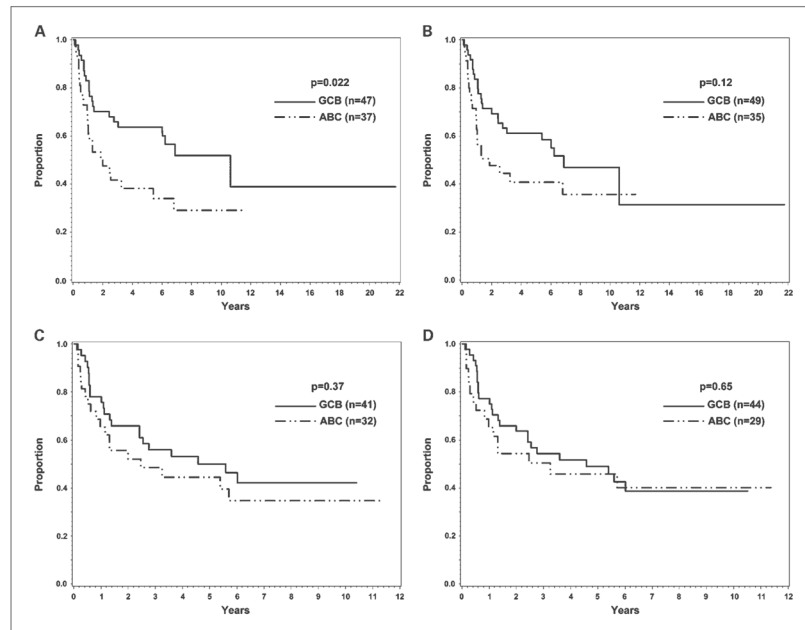 A
p=0.022
GCB (n=47)
ABC (n=37)
Proportion
1.0
0.8
0.6
0.4
0.2
0.0
0 2 4 6 8 10 12 14 16 18 20 22
Years
B
p=0.12
GCB (n=49)
ABC (n=35)
Proportion
1.0
0.8
0.6
0.4
0.2
0.0
0 2 4 6 8 10 12 14 16 18 20 22
Years
C
p=0.37
GCB (n=41)
ABC (n=32)
Proportion
1.0
0.8
0.6
0.4
0.2
0.0
0 1 2 3 4 5 6 7 8 9 10 11 12
Years
D
p=0.65
GCB (n=44)
ABC (n=29)
Proportion
1.0
0.8
0.6
0.4
0.2
0.0
0 1 2 3 4 5 6 7 8 9 10 11 12
Years